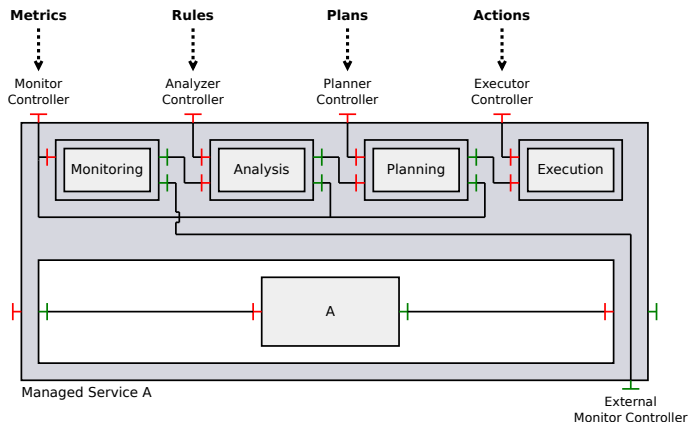 Metrics
Rules
Plans
Actions
Monitor
Controller
Analyzer
Controller
Planner
Controller
Executor
Controller
Monitoring
Analysis
Planning
Execution
A
Managed Service A
External
Monitor Controller